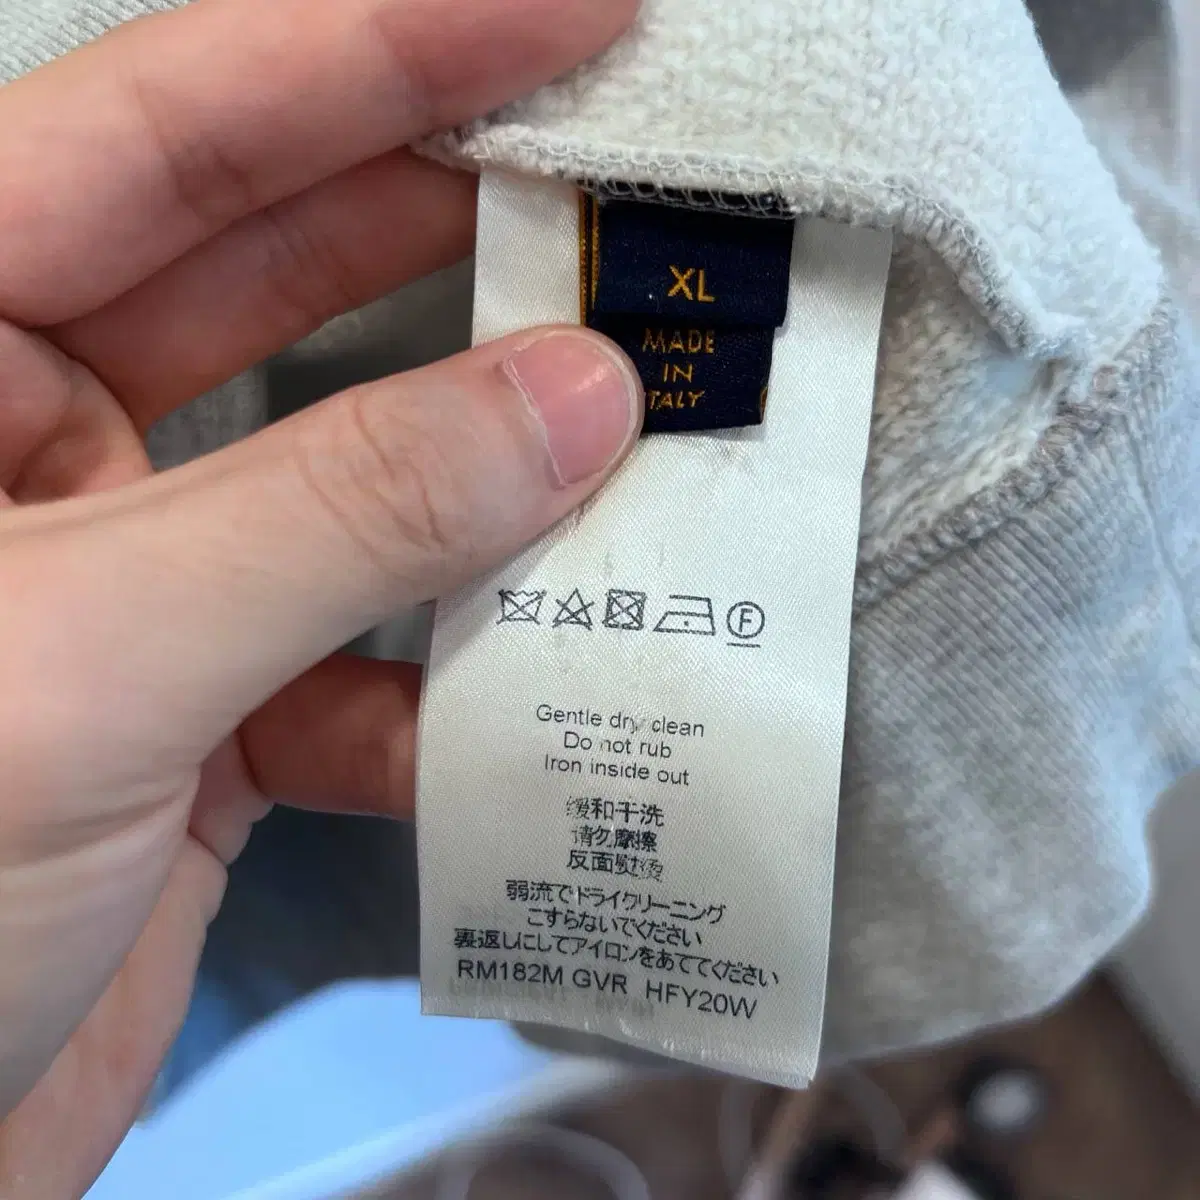 XL
MADE
IN
ITALY
F
Gentle dry clean
Do not rub
Iron inside out
缓和干洗
请勿摩擦
反面熨烫
弱流でドライクリーニング
こすらないでください
裏返しにしてアイロンをあててください
RM182M GVR HFY20W